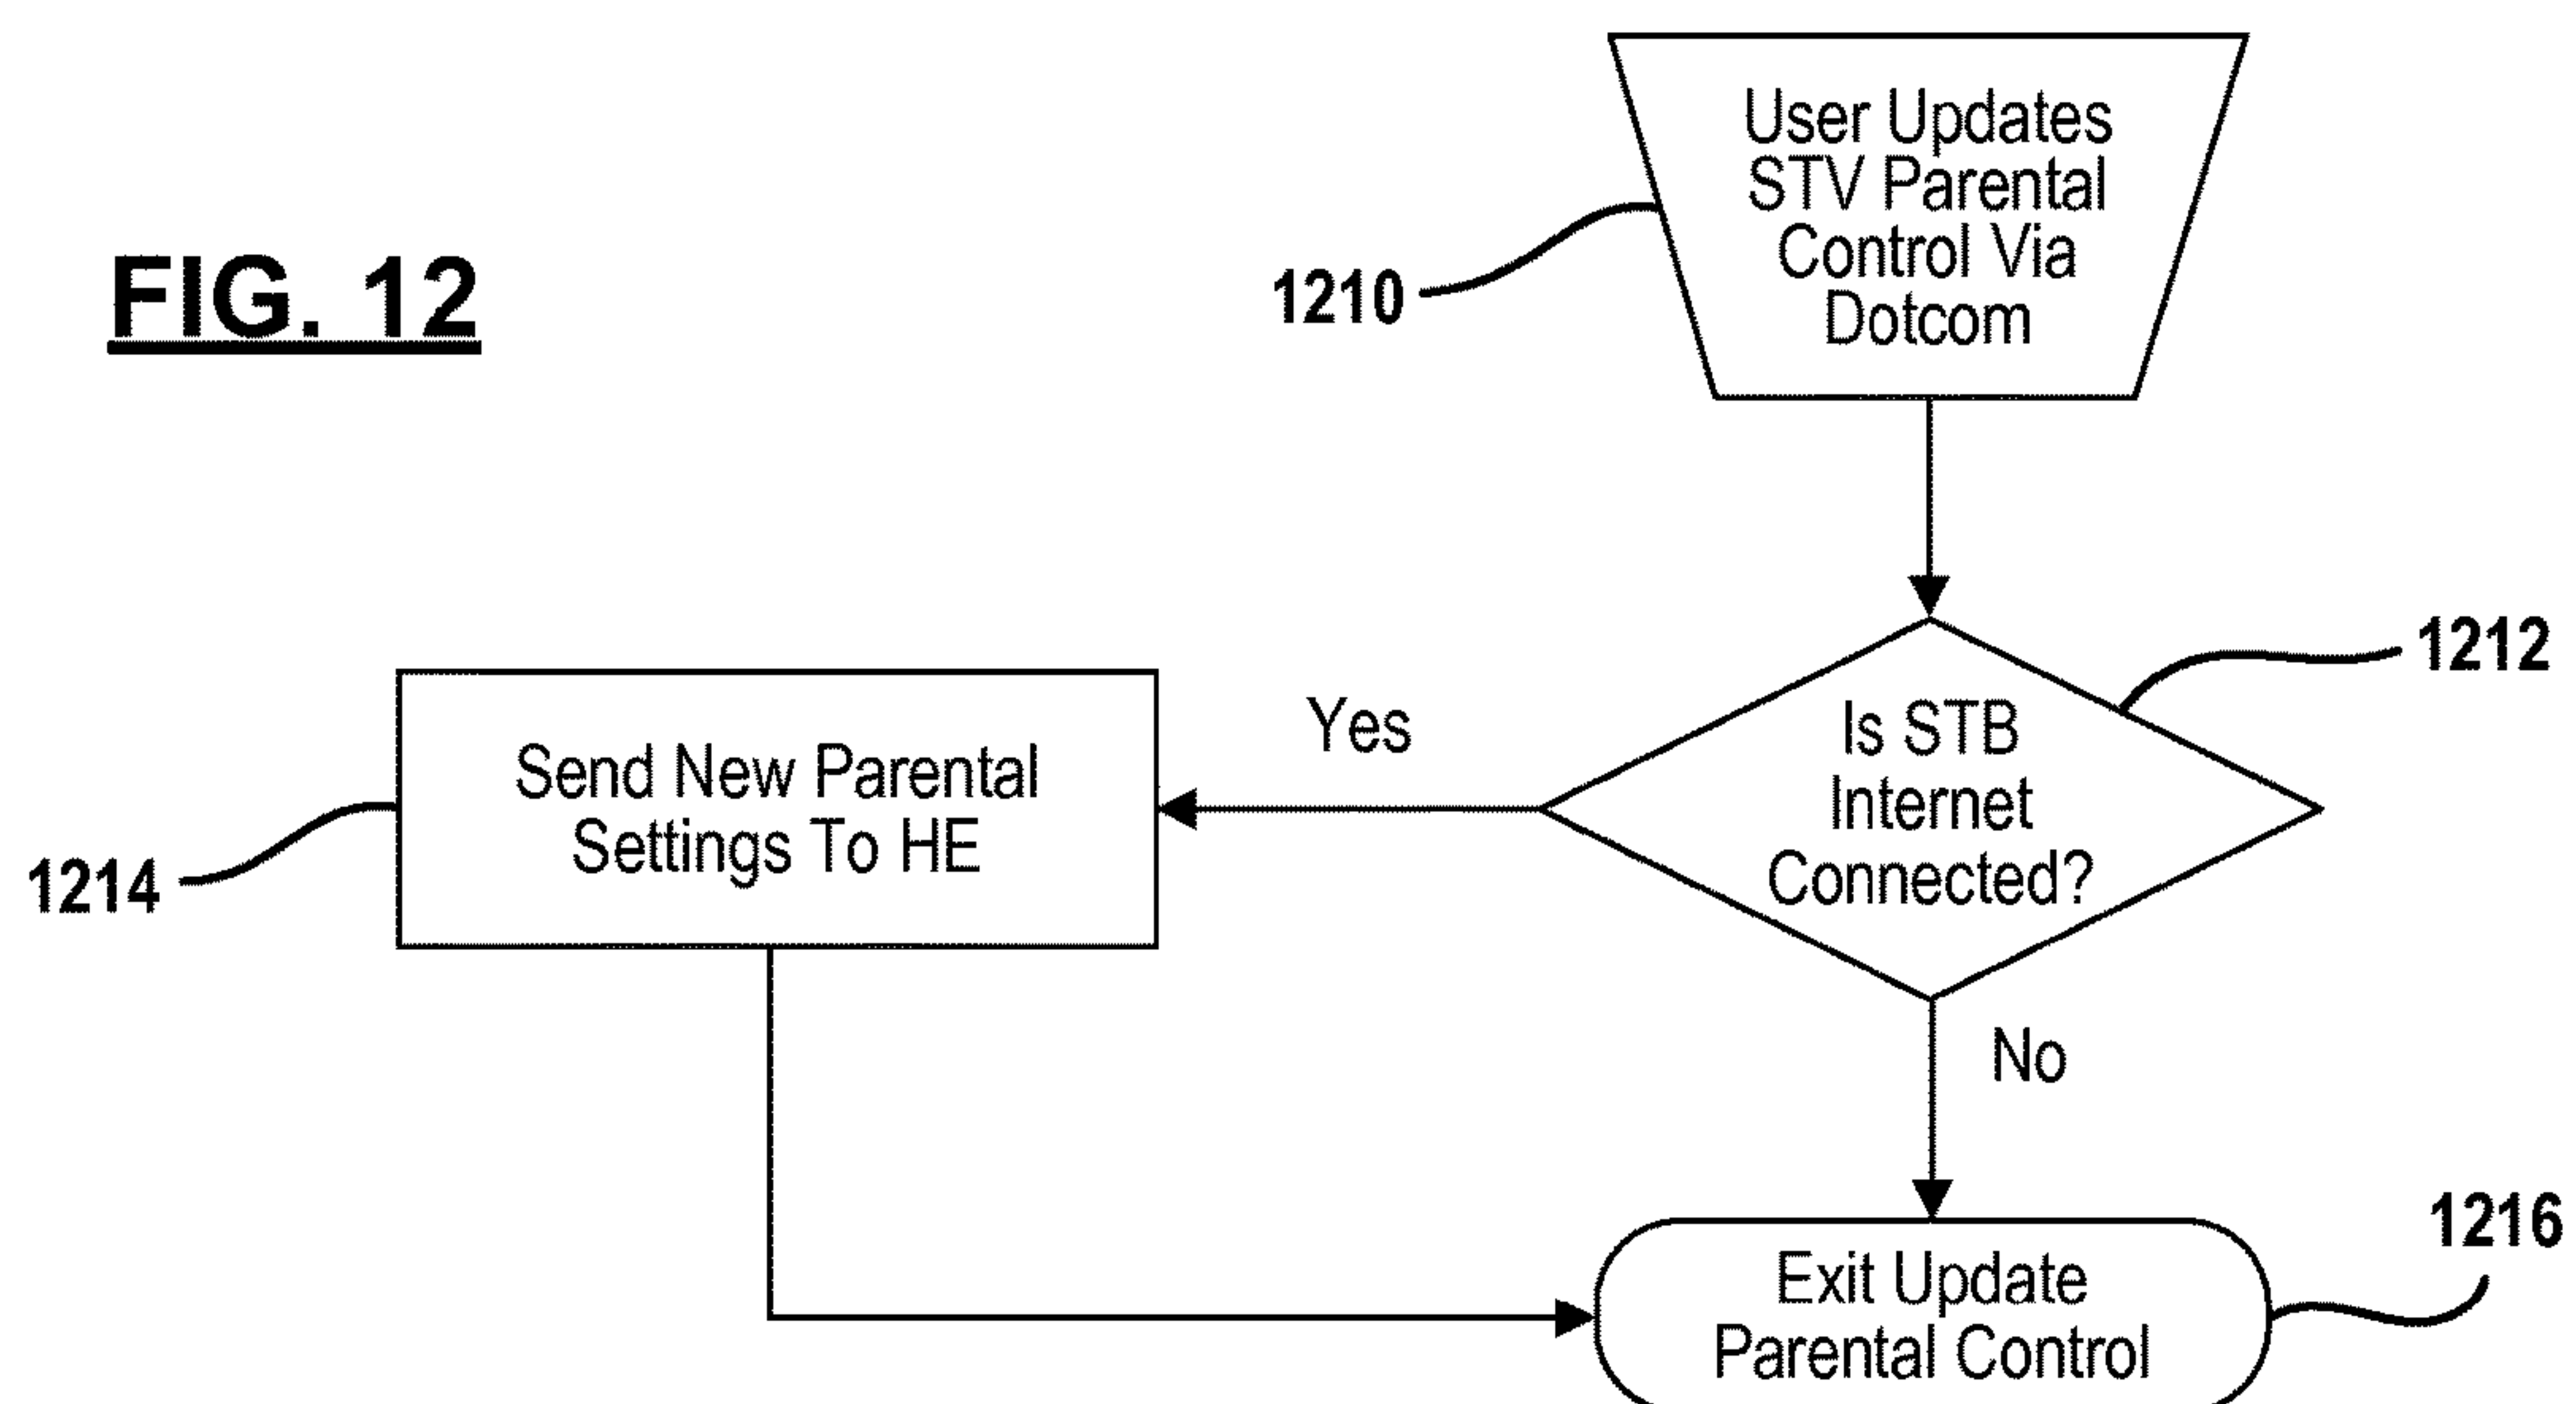 FIG. 12
User Updates
STV Parental
Control Via
Dotcom
1210
1212
Is STB
Internet
Connected?
Yes
Send New Parental
Settings To HE
1214
No
1216
Exit Update
Parental Control